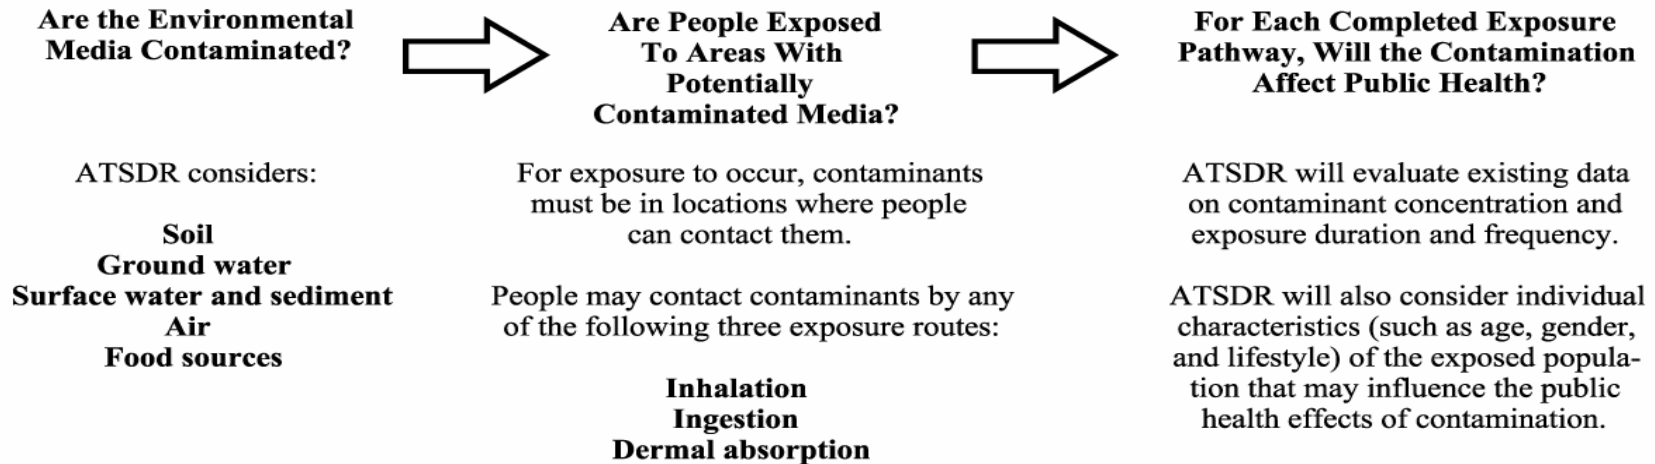 Are the Environmental
Media Contaminated?
Are People Exposed
To Areas With
Potentially
Contaminated Media?
For Each Completed Exposure
Pathway, Will the Contamination
Affect Public Health?
ATSDR considers:
Soil
Ground water
Surface water and sediment
Air
Food sources
For exposure to occur, contaminants
must be in locations where people
can contact them.
People may contact contaminants by any
of the following three exposure routes:
Inhalation
Ingestion
Dermal absorption
ATSDR will evaluate existing data
on contaminant concentration and
exposure duration and frequency.
ATSDR will also consider individual
characteristics (such as age, gender,
and lifestyle) of the exposed popula-
tion that may influence the public
health effects of contamination.